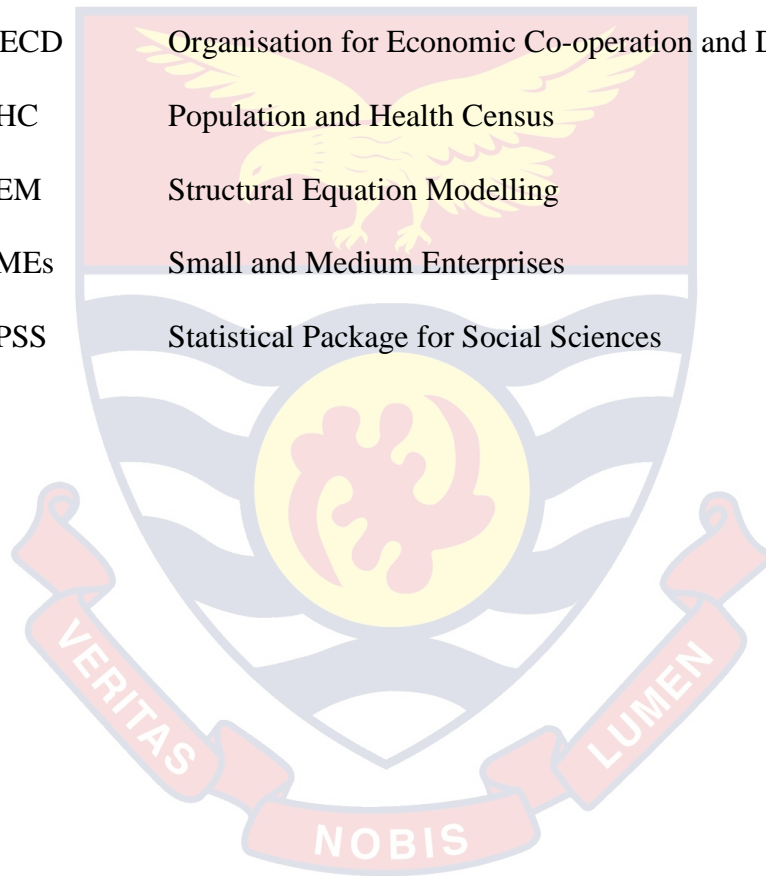 ECD Organisation for Economic Co-operation and D
HC Population and Health Census
EM Structural Equation Modelling
MEs Small and Medium Enterprises
PSS Statistical Package for Social Sciences
VERITAS
NOBIS
LUMEN